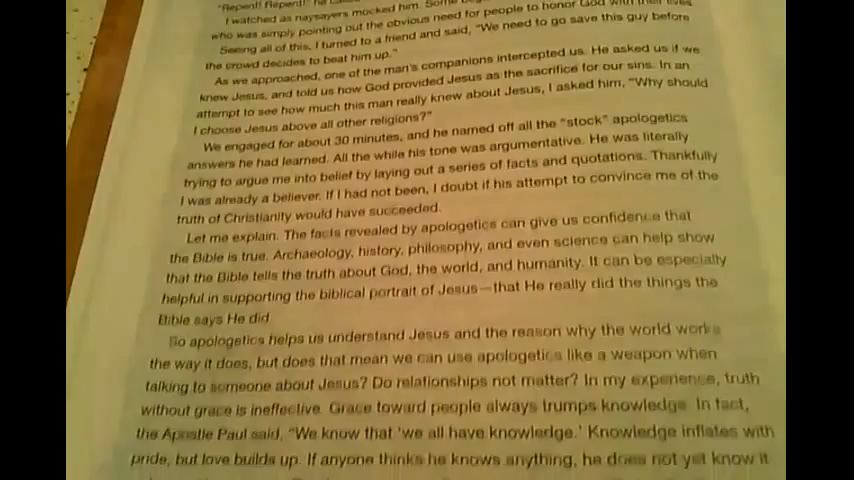 "Repent! Repent!" he
I watched as naysayers mocked him. Some
who was simply pointing out the obvious need for people to honor God with their lives
Seeing all of this, I turned to a friend and said, "We need to go save this guy before
the crowd decides to beat him up."
As we approached, one of the man's companions intercepted us. He asked us if we
knew Jesus, and told us how God provided Jesus as the sacrifice for our sins. In an
attempt to see how much this man really knew about Jesus, I asked him, "Why should
I choose Jesus above all other religions?"
We engaged for about 30 minutes, and he named off all the "stock" apologetics
answers he had learned. All the while his tone was argumentative. He was literally
trying to argue me into belief by laying out a series of facts and quotations. Thankfully
I was already a believer. If I had not been, I doubt if his attempt to convince me of the
truth of Christianity would have succeeded.
Let me explain. The facts revealed by apologetics can give us confidence that
the Bible is true. Archaeology, history, philosophy, and even science can help show
that the Bible tells the truth about God, the world, and humanity. It can be especially
helpful in supporting the biblical portrait of Jesus—that He really did the things the
Bible says He did.
So apologetics helps us understand Jesus and the reason why the world works
the way it does, but does that mean we can use apologetics like a weapon when
talking to someone about Jesus? Do relationships not matter? In my experience, truth
without grace is ineffective. Grace toward people always trumps knowledge. In fact,
the Apostle Paul said, "We know that 'we all have knowledge.' Knowledge inflates with
pride, but love builds up. If anyone thinks he knows anything, he does not yet know it